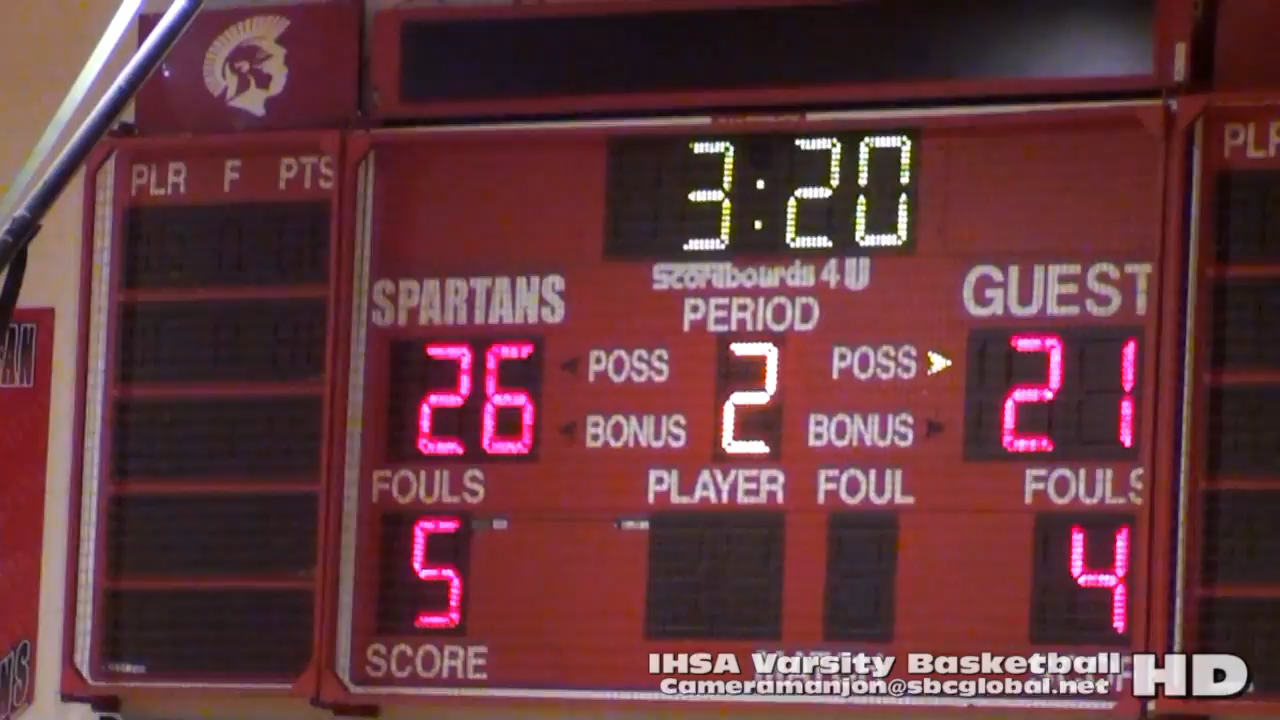 PLR F PTS
3:20
Scoreboards 4 U
SPARTANS PERIOD GUEST
26 POSS 2 POSS 21
BONUS BONUS
FOULS PLAYER FOUL FOULS
5 4
SCORE
IHSA Varsity Basketball HD
Cameramanjon@sbcglobal.net